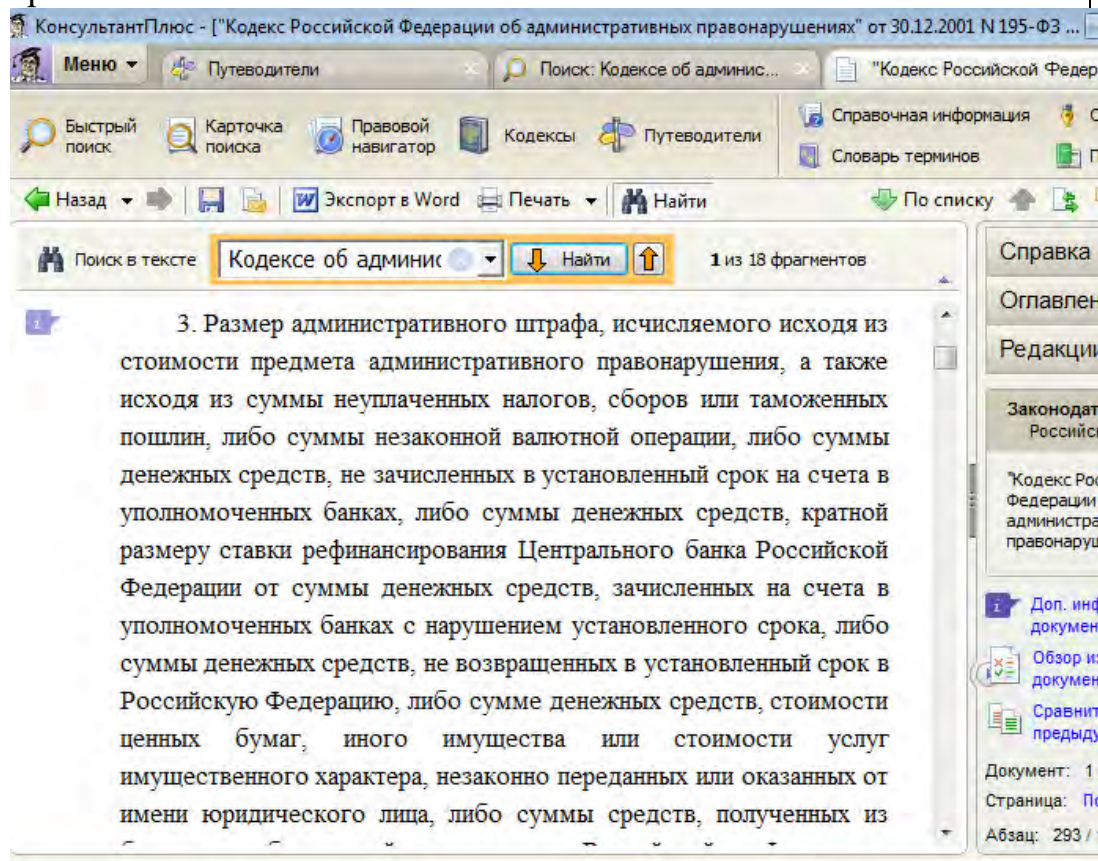 КонсультантПлюс - ["Кодекс Российской Федерации об административных правонарушениях" от 30.12.2001 N 195-ФЗ ...
Меню
Путеводители
Поиск: Кодексе об админис...
"Кодекс Российской Федер
Быстрый поиск
Карточка поиска
Правовой навигатор
Кодексы
Путеводители
Справочная информация
Словарь терминов
Назад
Экспорт в Word
Печать
Найти
По списку
Поиск в тексте
Кодексе об админис
Найти
1 из 18 фрагментов
3. Размер административного штрафа, исчисляемого исходя из
стоимости предмета административного правонарушения, а также
исходя из суммы неуплаченных налогов, сборов или таможенных
пошлин, либо суммы незаконной валютной операции, либо суммы
денежных средств, не зачисленных в установленный срок на счета в
уполномоченных банках, либо суммы денежных средств, кратной
размеру ставки рефинансирования Центрального банка Российской
Федерации от суммы денежных средств, зачисленных на счета в
уполномоченных банках с нарушением установленного срока, либо
суммы денежных средств, не возвращенных в установленный срок в
Российскую Федерацию, либо сумме денежных средств, стоимости
ценных бумаг, иного имущества или стоимости услуг
имущественного характера, незаконно переданных или оказанных от
имени юридического лица, либо суммы средств, полученных из
Справка
Оглавлен
Редакции
Законодат
Российс
"Кодекс Рос
Федерации
администра
правонаруш
Доп. инф
докумен
Обзор из
докумен
Сравнит
предыду
Документ: 1
Страница: По
Абзац: 293 /